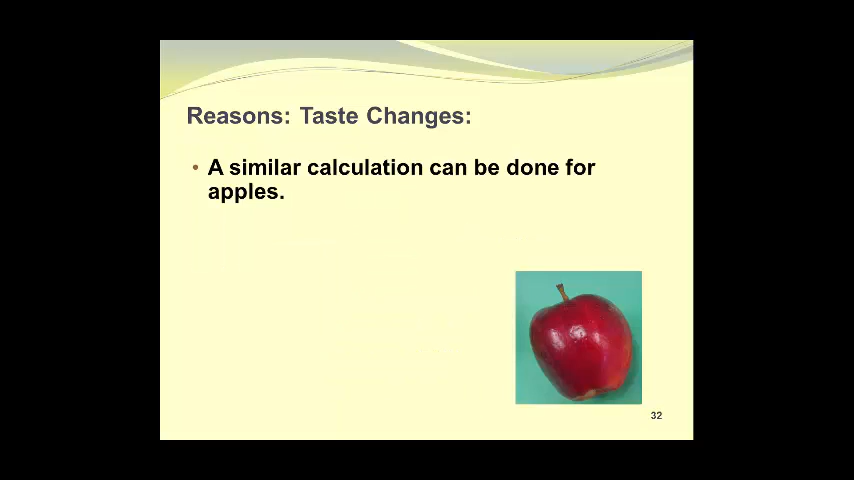 Reasons: Taste Changes:
• A similar calculation can be done for
apples.
32